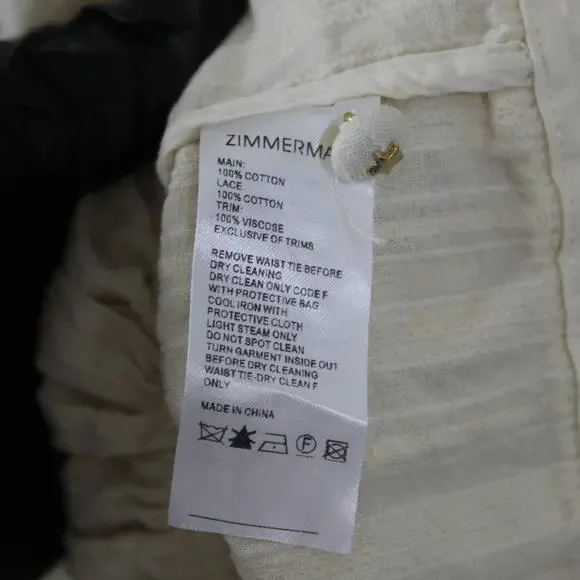 ZIMMERMA
MAIN:
100% COTTON
LACE
100% COTTON
TRIM:
100% VISCOSE
EXCLUSIVE OF TRIMS
REMOVE WAIST TIE BEFORE
DRY CLEANING
DRY CLEAN ONLY CODE F
WITH PROTECTIVE BAG
COOL IRON WITH
PROTECTIVE CLOTH
LIGHT STEAM ONLY
DO NOT SPOT CLEAN
TURN GARMENT INSIDE OUT
BEFORE DRY CLEANING
WAIST TIE-DRY CLEAN F
ONLY
MADE IN CHINA
F